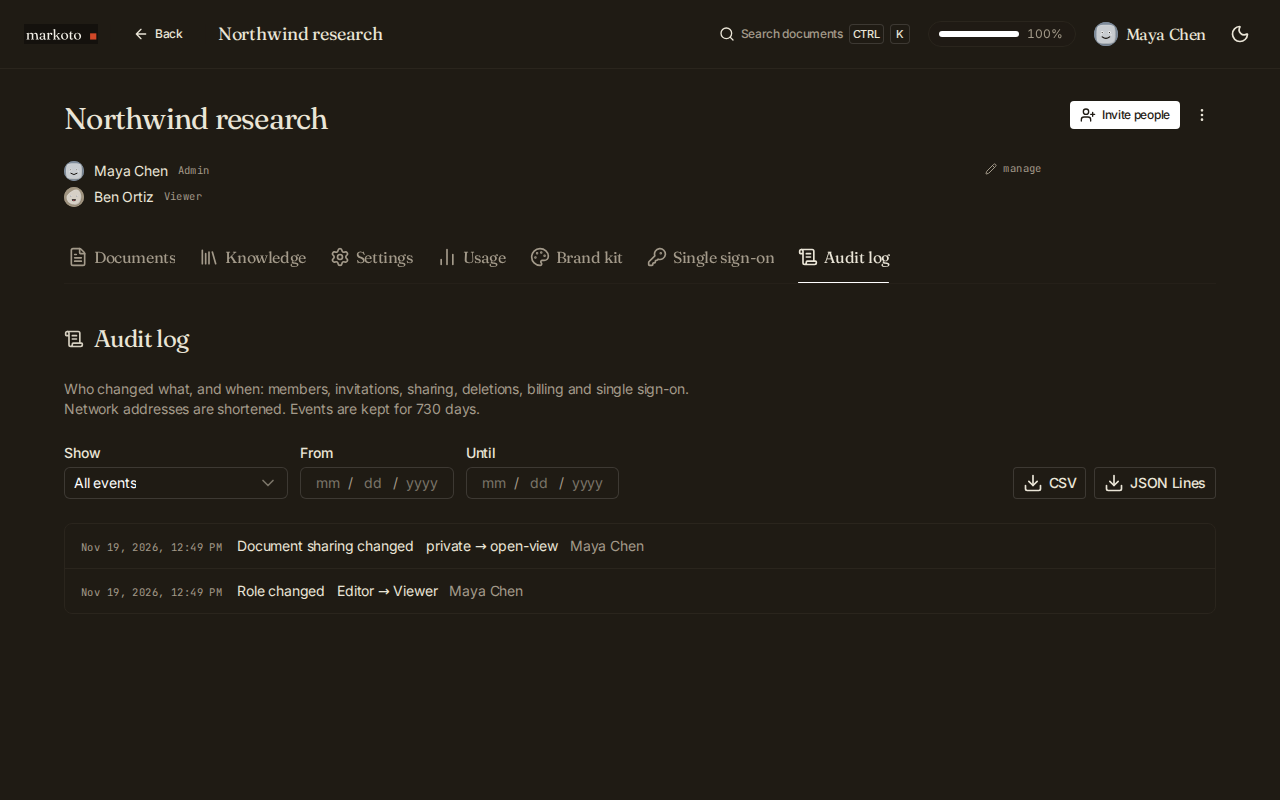 markoto
Back
Northwind research
Search documents CTRL K
100%
Maya Chen
Northwind research
Invite people
Maya Chen Admin
manage
Ben Ortiz Viewer
Documents Knowledge Settings Usage Brand kit Single sign-on Audit log
Audit log
Who changed what, and when: members, invitations, sharing, deletions, billing and single sign-on.
Network addresses are shortened. Events are kept for 730 days.
Show From Until
All events mm / dd / yyyy mm / dd / yyyy CSV JSON Lines
Nov 19, 2026, 12:49 PM Document sharing changed private → open-view Maya Chen
Nov 19, 2026, 12:49 PM Role changed Editor → Viewer Maya Chen